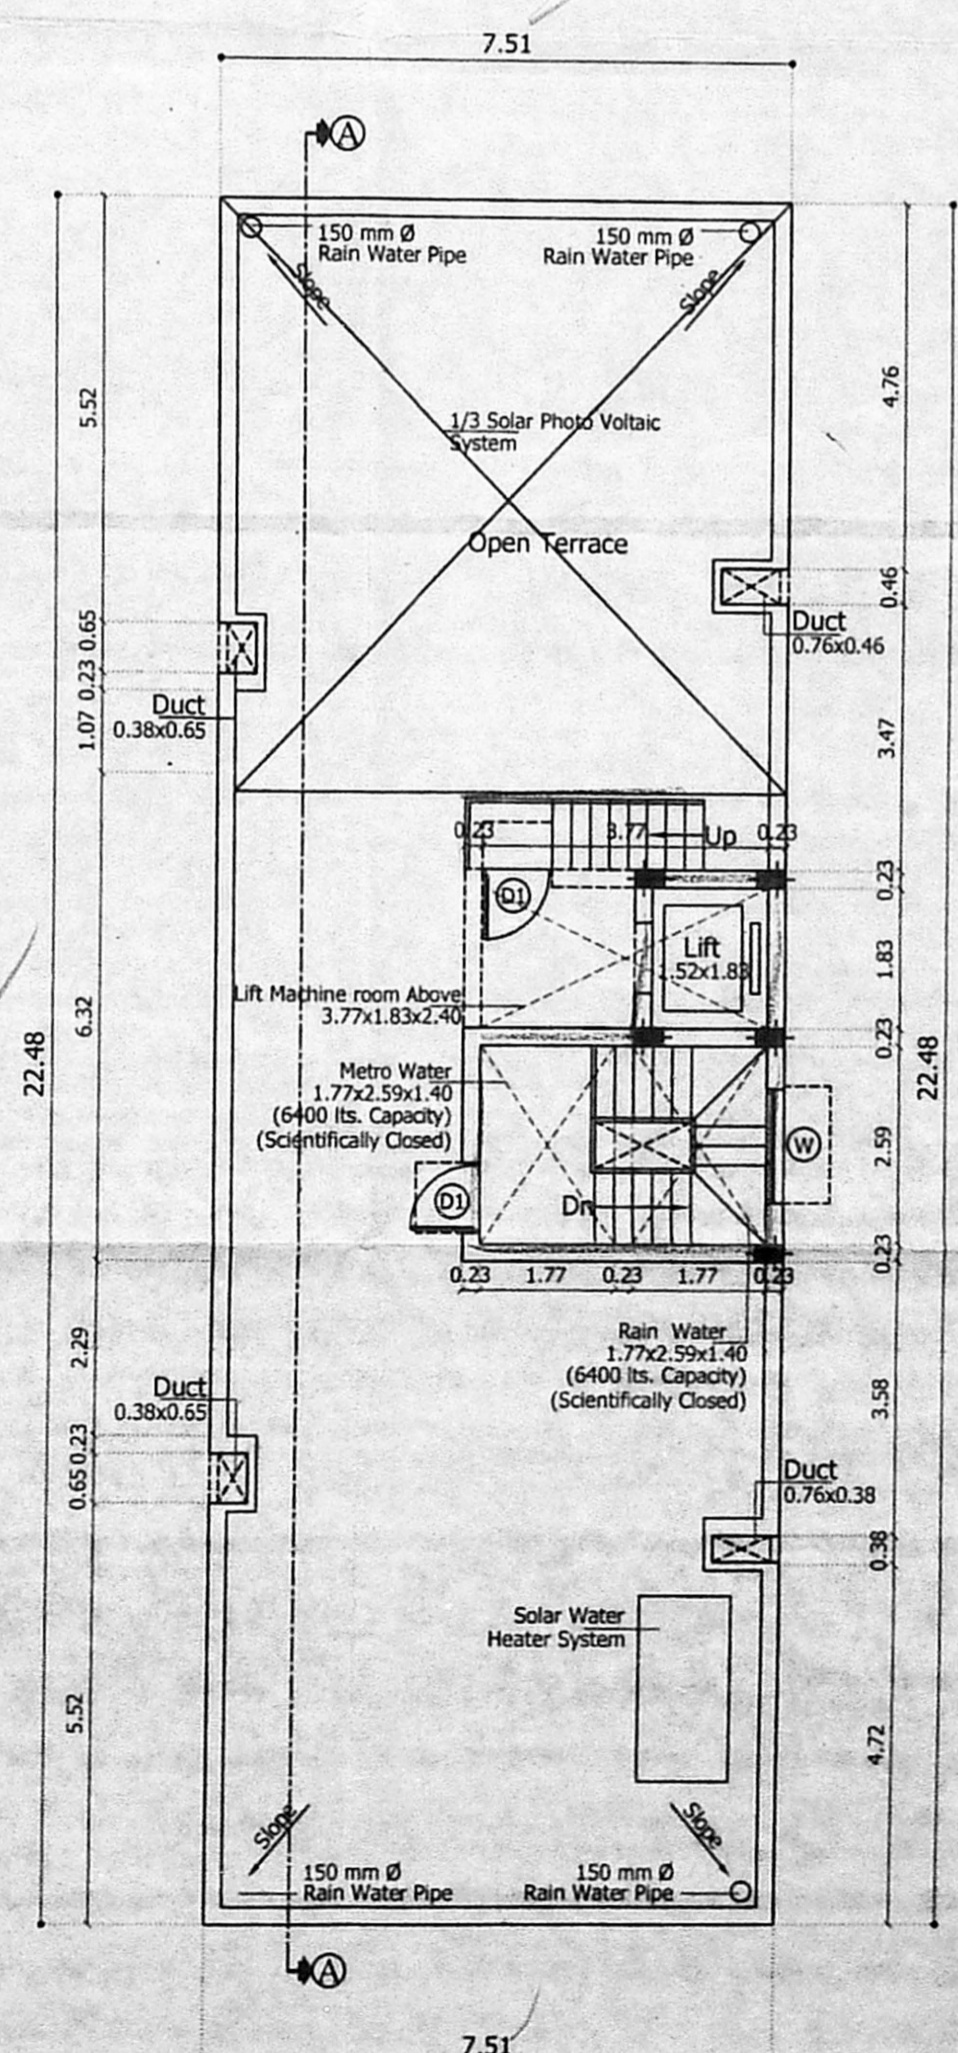 7.51
A
150 mm Ø
Rain Water Pipe
150 mm Ø
Rain Water Pipe
Slope
Slope
5.52
4.76
1/3 Solar Photo Voltaic
System
Open Terrace
0.46
Duct
0.76x0.46
0.65
0.23
Duct
0.38x0.65
1.07
3.47
0.23
3.77
Up
0.23
0.23
D1
Lift
1.52x1.83
1.83
Lift Machine room Above
3.77x1.83x2.40
6.32
0.23
22.48
22.48
Metro Water
1.77x2.59x1.40
(6400 lts. Capacity)
(Scientifically Closed)
W
2.59
D1
Dn
0.23
0.23
1.77
0.23
1.77
0.23
Rain Water
1.77x2.59x1.40
(6400 lts. Capacity)
(Scientifically Closed)
2.29
Duct
0.38x0.65
3.58
0.23
0.65
Duct
0.76x0.38
0.38
Solar Water
Heater System
5.52
4.72
Slope
Slope
150 mm Ø
Rain Water Pipe
150 mm Ø
Rain Water Pipe
A
7.51